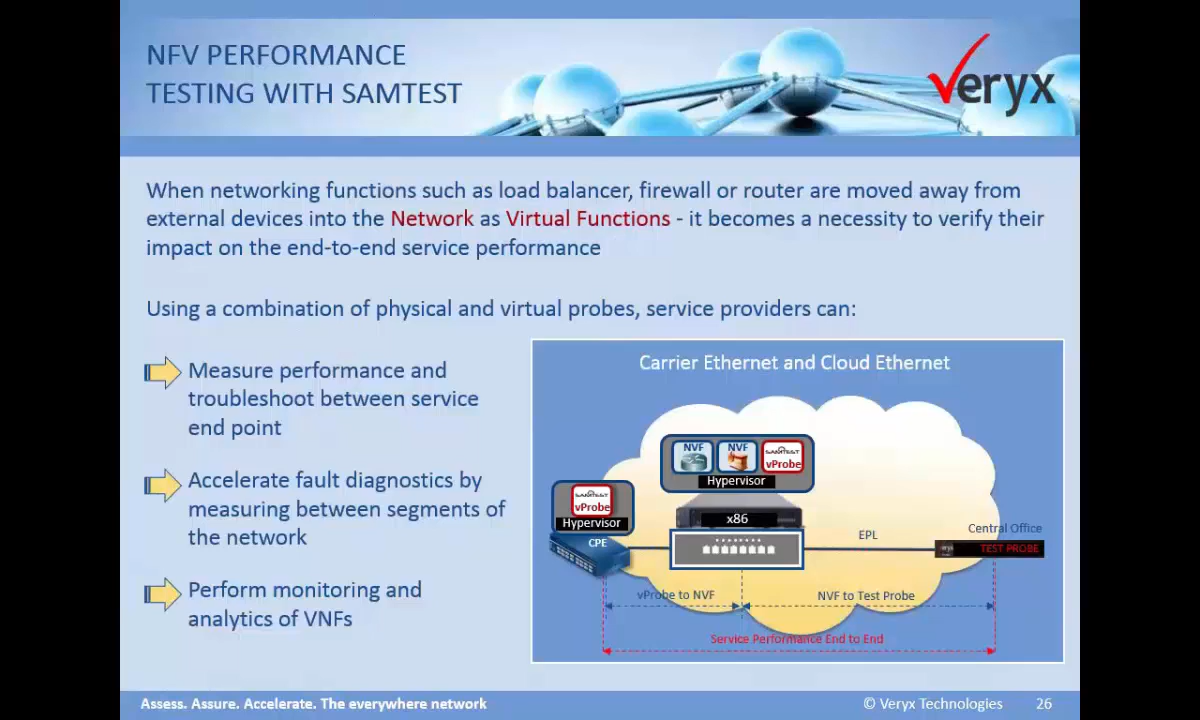 NFV PERFORMANCE
TESTING WITH SAMTEST
veryx
When networking functions such as load balancer, firewall or router are moved away from
external devices into the Network as Virtual Functions - it becomes a necessity to verify their
impact on the end-to-end service performance
Using a combination of physical and virtual probes, service providers can:
Measure performance and
troubleshoot between service
end point
Accelerate fault diagnostics by
measuring between segments of
the network
Perform monitoring and
analytics of VNFs
Carrier Ethernet and Cloud Ethernet
NVF
NVF
SAMTEST
vProbe
Hypervisor
SAMTEST
vProbe
Hypervisor
x86
CPE
EPL
Central Office
veryx
TEST PROBE
vProbe to NVF
NVF to Test Probe
Service Performance End to End
Assess. Assure. Accelerate. The everywhere network
© Veryx Technologies
26